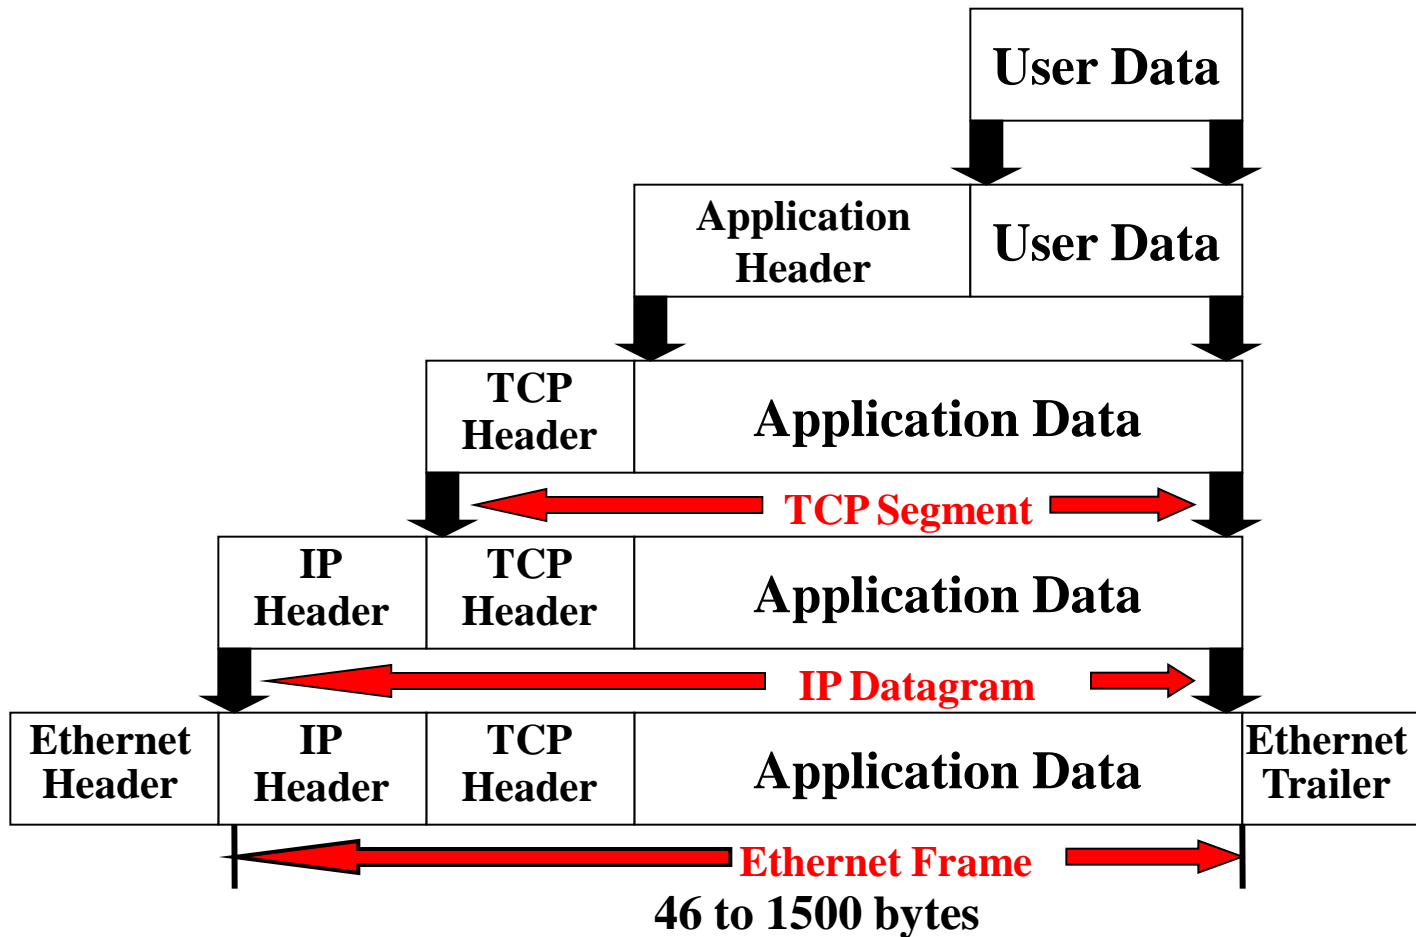 User Data
Application
Header
User Data
TCP
Header
Application Data
TCP Segment
IP
Header
TCP
Header
Application Data
IP Datagram
Ethernet
Header
IP
Header
TCP
Header
Application Data
Ethernet
Trailer
Ethernet Frame
46 to 1500 bytes